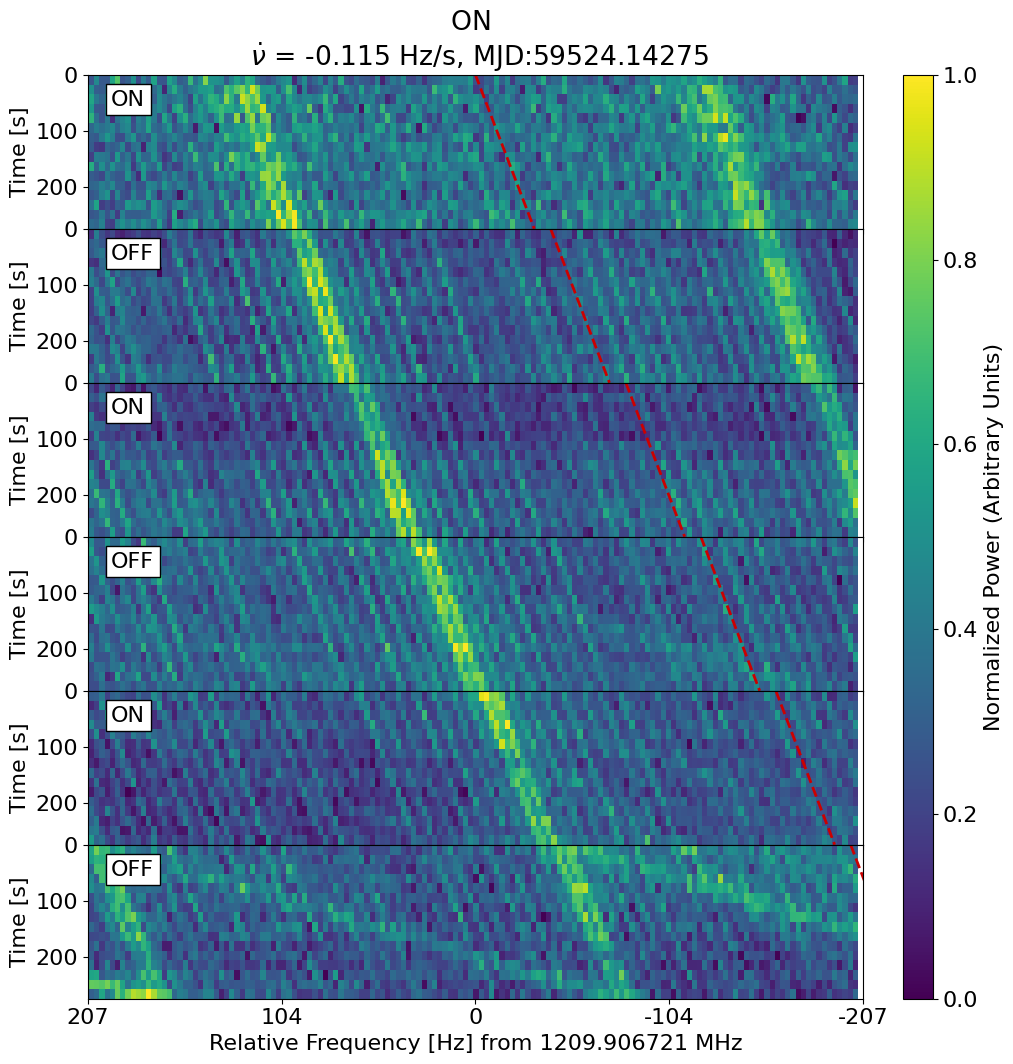 ON
ν̇ = -0.115 Hz/s, MJD:59524.14275
0
ON
100
200
Time [s]
0
OFF
100
200
Time [s]
0
ON
100
200
Time [s]
0
OFF
100
200
Time [s]
0
ON
100
200
Time [s]
0
OFF
100
200
Time [s]
207 104 0 -104 -207
Relative Frequency [Hz] from 1209.906721 MHz
1.0
0.8
0.6
0.4
0.2
0.0
Normalized Power (Arbitrary Units)